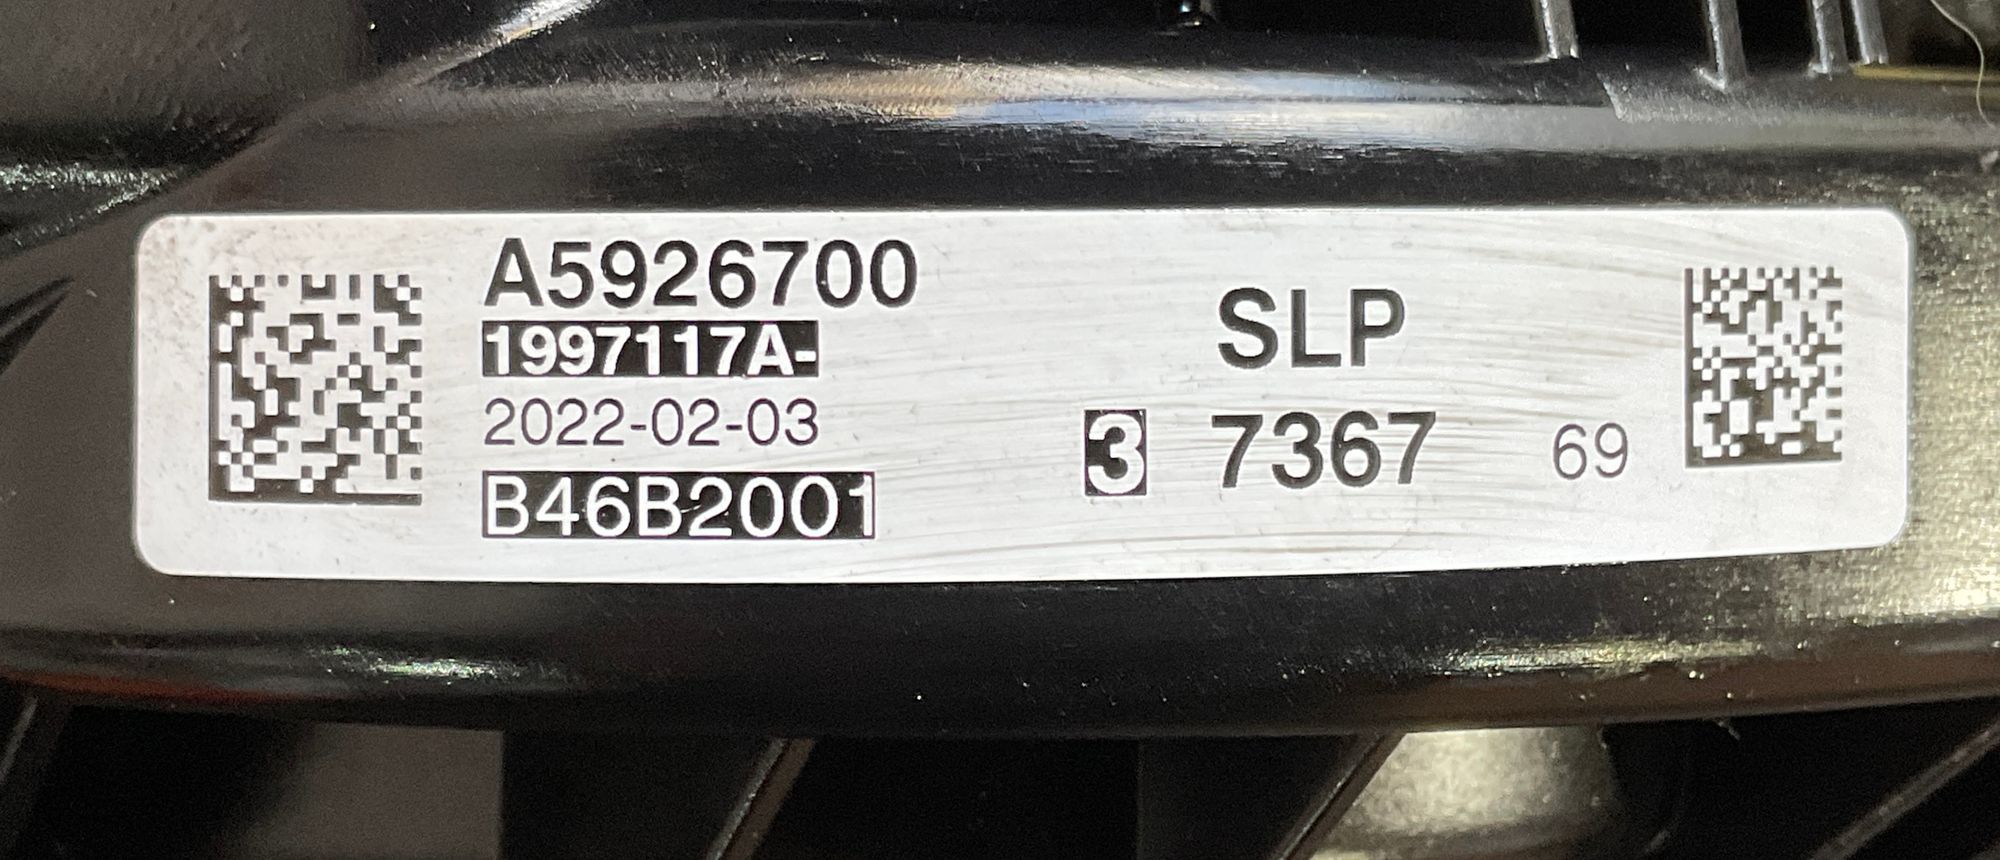 A5926700
1997117A-
2022-02-03
B46B2001
SLP
3 7367 69